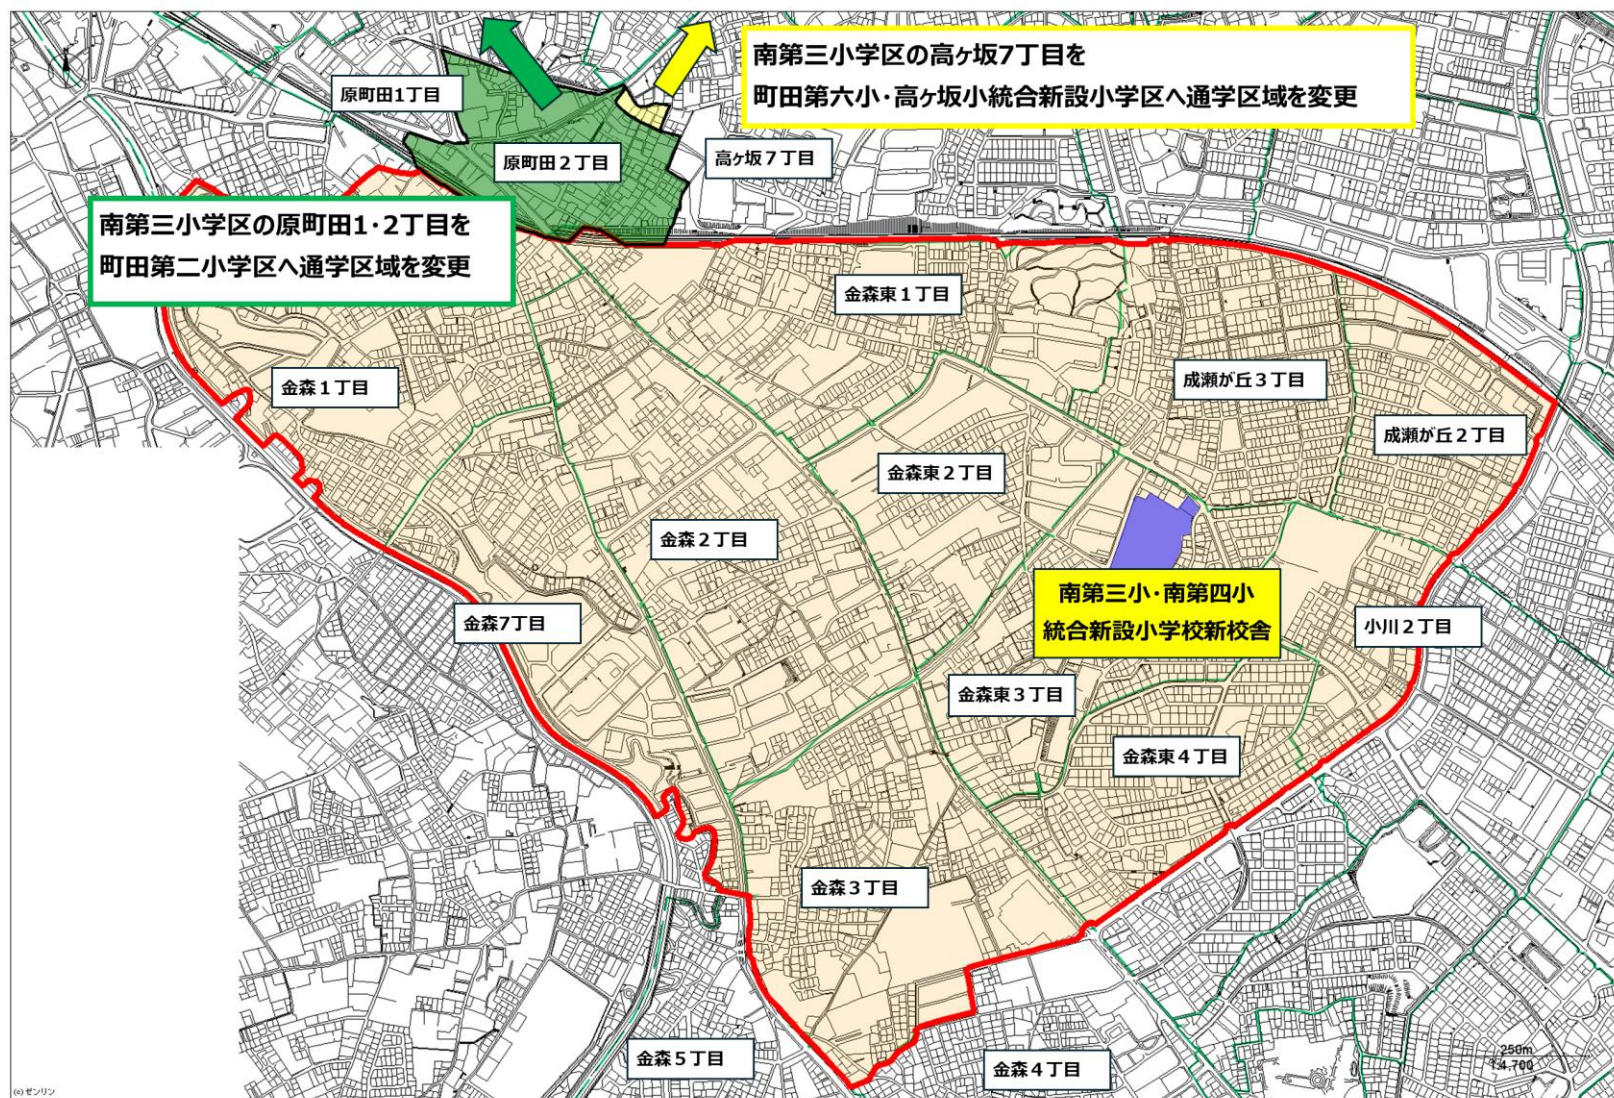 南第三小学区の高ヶ坂7丁目を
町田第六小・高ヶ坂小統合新設小学区へ通学区域を変更
原町田1丁目
原町田２丁目
高ヶ坂７丁目
南第三小学区の原町田1・2丁目を
町田第二小学区へ通学区域を変更
金森東１丁目
金森１丁目
成瀬が丘３丁目
成瀬が丘２丁目
金森東２丁目
金森２丁目
南第三小・南第四小
統合新設小学校新校舎
金森7丁目
小川２丁目
金森東３丁目
金森東４丁目
金森３丁目
金森５丁目
金森４丁目
250m
1:4,700
(c) ゼンリン